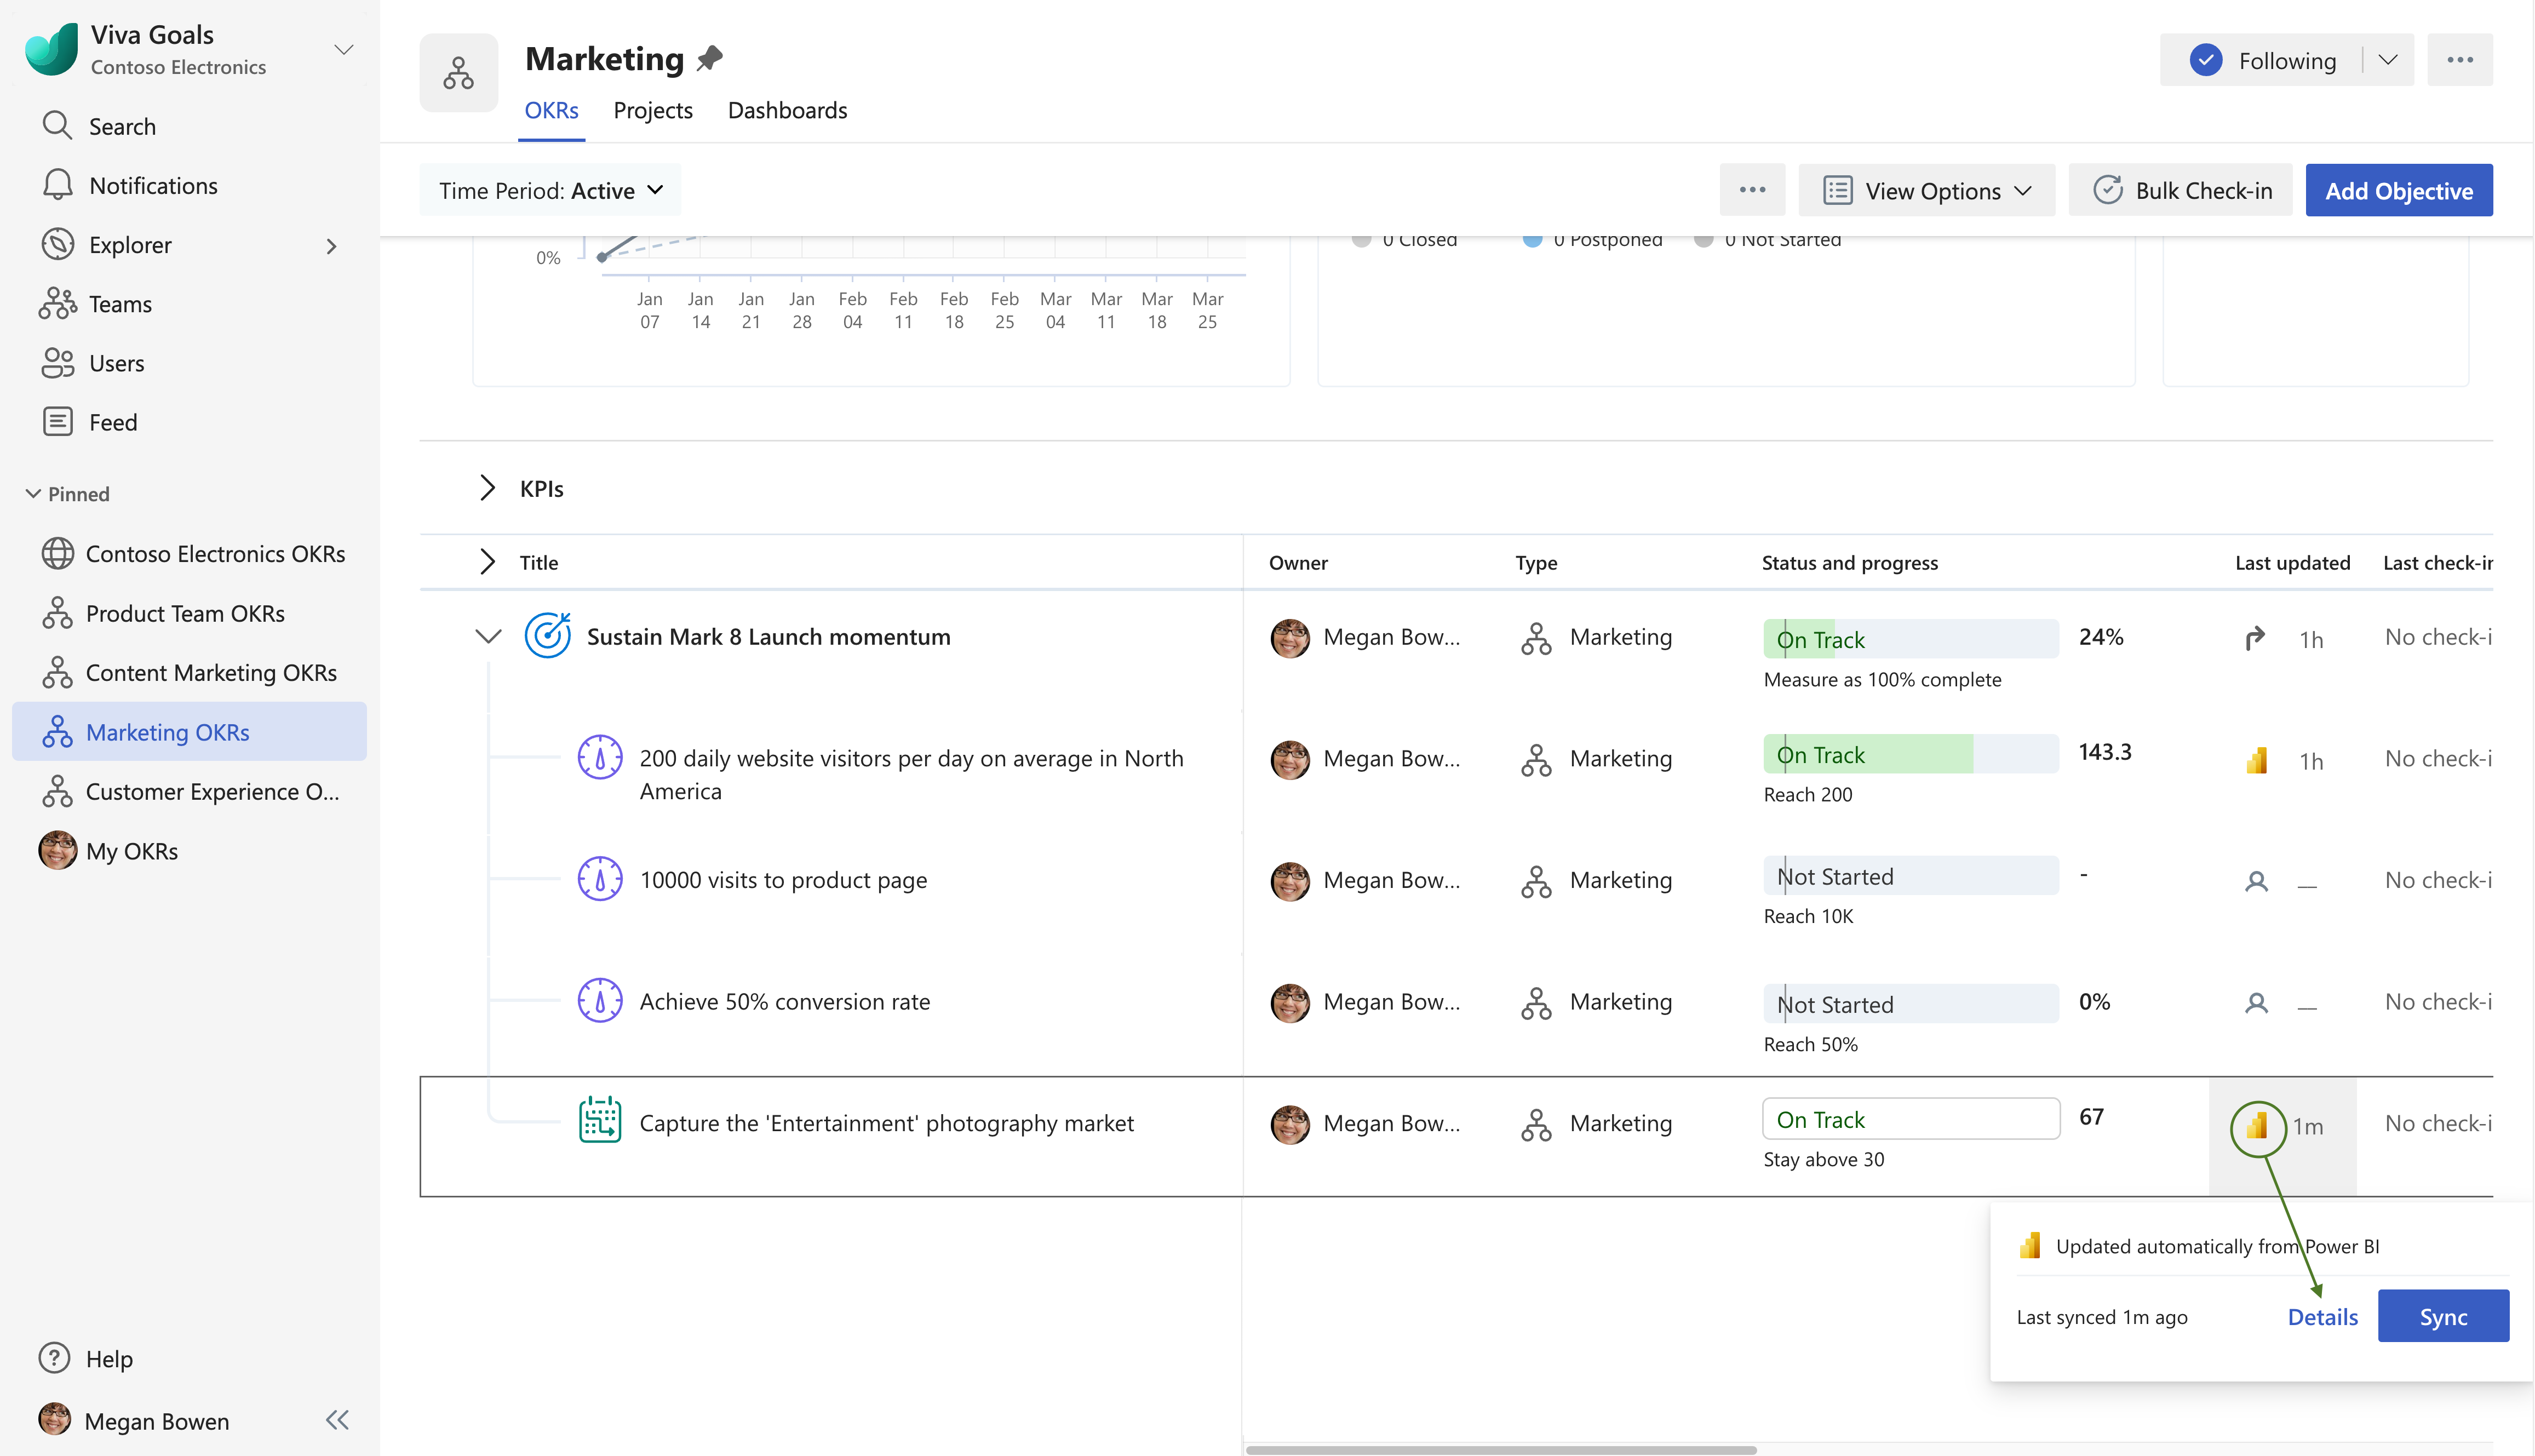 Viva Goals
Contoso Electronics
Search
Notifications
Explorer
Teams
Users
Feed
Pinned
Contoso Electronics OKRs
Product Team OKRs
Content Marketing OKRs
Marketing OKRs
Customer Experience O...
My OKRs
Help
Megan Bowen
Marketing
Following
OKRs Projects Dashboards
Time Period: Active
View Options
Bulk Check-in
Add Objective
0%
Jan 07
Jan 14
Jan 21
Jan 28
Feb 04
Feb 11
Feb 18
Feb 25
Mar 04
Mar 11
Mar 18
Mar 25
0 Closed 0 Postponed 0 Not Started
KPIs
Title Owner Type Status and progress Last updated Last check-in
Sustain Mark 8 Launch momentum Megan Bow... Marketing On Track 24% 1h No check-i
Measure as 100% complete
200 daily website visitors per day on average in North
America
Megan Bow... Marketing On Track 143.3 1h No check-i
Reach 200
10000 visits to product page Megan Bow... Marketing Not Started - — No check-i
Reach 10K
Achieve 50% conversion rate Megan Bow... Marketing Not Started 0% — No check-i
Reach 50%
Capture the 'Entertainment' photography market Megan Bow... Marketing On Track 67 1m No check-i
Stay above 30
Updated automatically from Power BI
Last synced 1m ago Details Sync